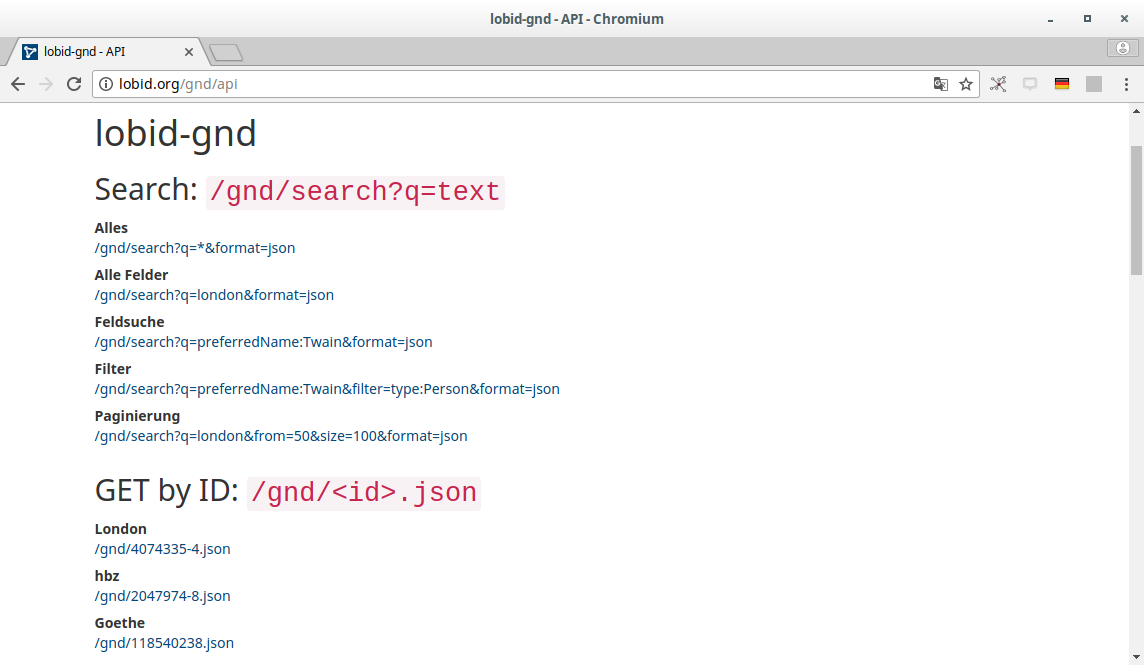 lobid-gnd - API - Chromium
lobid-gnd - API
lobid.org/gnd/api
lobid-gnd
Search: /gnd/search?q=text
Alles
/gnd/search?q=*&format=json
Alle Felder
/gnd/search?q=london&format=json
Feldsuche
/gnd/search?q=preferredName:Twain&format=json
Filter
/gnd/search?q=preferredName:Twain&filter=type:Person&format=json
Paginierung
/gnd/search?q=london&from=50&size=100&format=json
GET by ID: /gnd/<id>.json
London
/gnd/4074335-4.json
hbz
/gnd/2047974-8.json
Goethe
/gnd/118540238.json